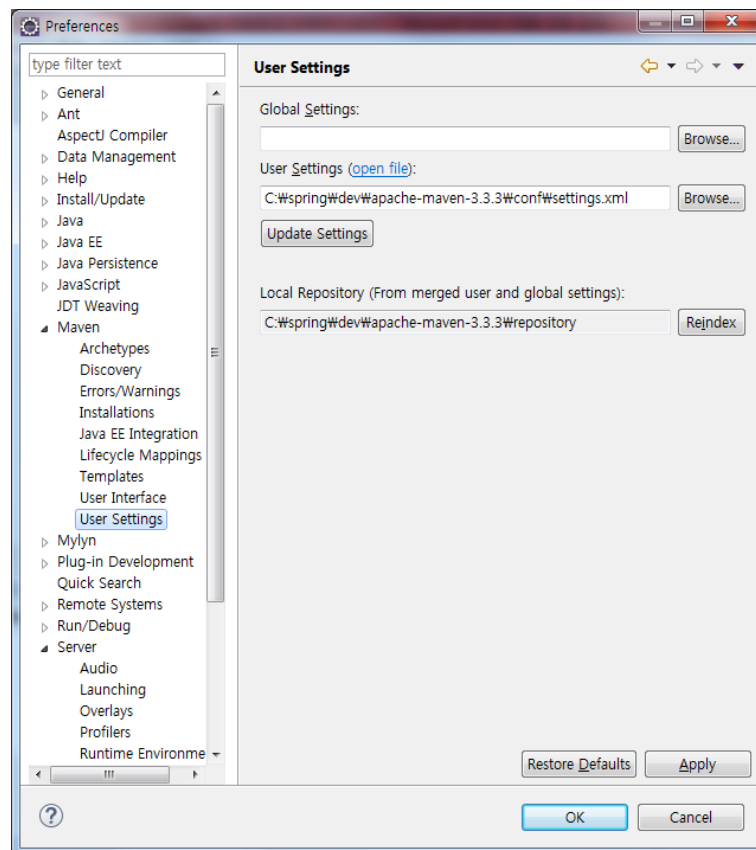 Preferences
type filter text
General
Ant
AspectJ Compiler
Data Management
Help
Install/Update
Java
Java EE
Java Persistence
JavaScript
JDT Weaving
Maven
Archetypes
Discovery
Errors/Warnings
Installations
Java EE Integration
Lifecycle Mappings
Templates
User Interface
User Settings
Mylyn
Plug-in Development
Quick Search
Remote Systems
Run/Debug
Server
Audio
Launching
Overlays
Profilers
Runtime Environme
User Settings
Global Settings:
Browse...
User Settings (open file):
C:₩spring₩dev₩apache-maven-3.3.3₩conf₩settings.xml Browse...
Update Settings
Local Repository (From merged user and global settings):
C:₩spring₩dev₩apache-maven-3.3.3₩repository Reindex
Restore Defaults Apply
? OK Cancel